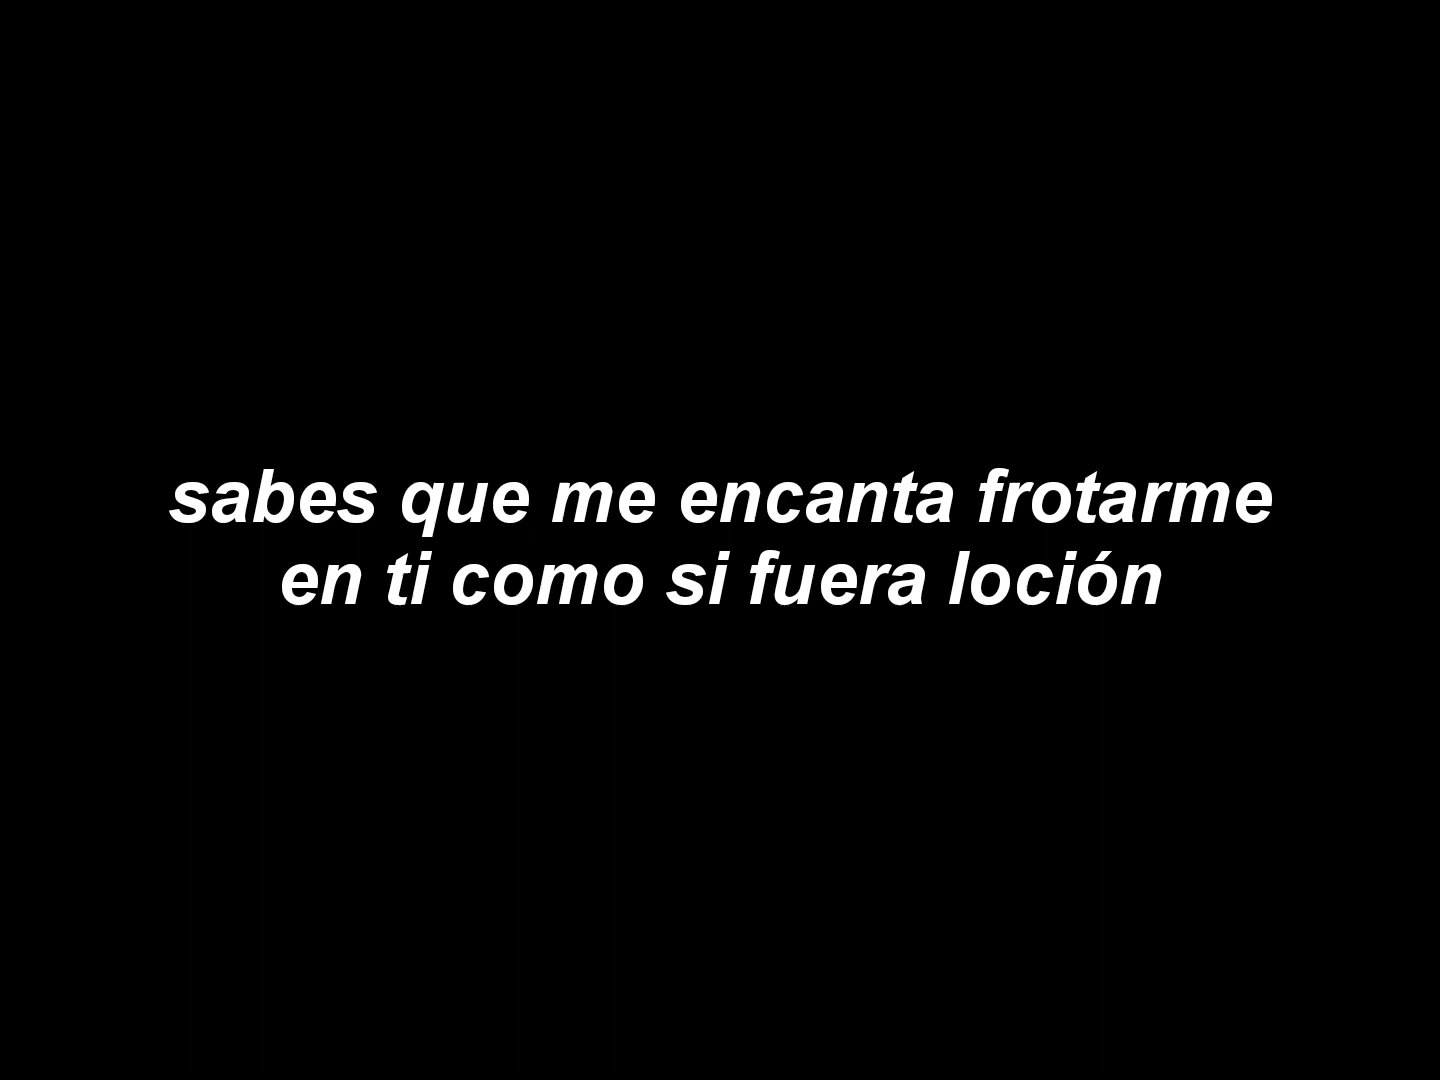 sabes que me encanta frotarme
en ti como si fuera loción